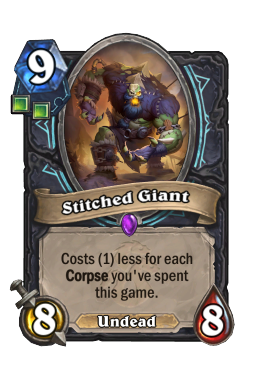 9
Stitched Giant
Costs (1) less for each
Corpse you've spent
this game.
8
Undead
8